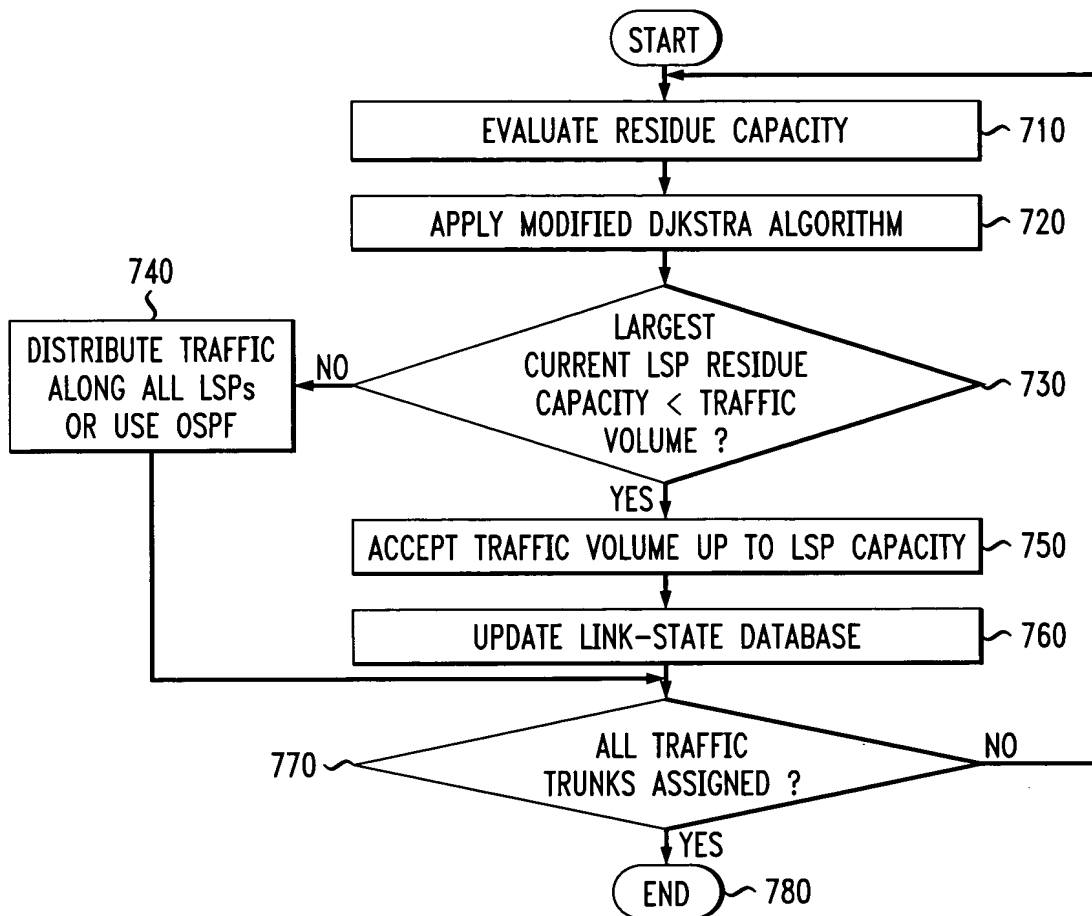 START
EVALUATE RESIDUE CAPACITY
710
APPLY MODIFIED DJKSTRA ALGORITHM
720
740
DISTRIBUTE TRAFFIC
ALONG ALL LSPs
OR USE OSPF
NO
LARGEST
CURRENT LSP RESIDUE
CAPACITY < TRAFFIC
VOLUME ?
730
YES
ACCEPT TRAFFIC VOLUME UP TO LSP CAPACITY
750
UPDATE LINK-STATE DATABASE
760
770
ALL TRAFFIC
TRUNKS ASSIGNED ?
NO
YES
END
780